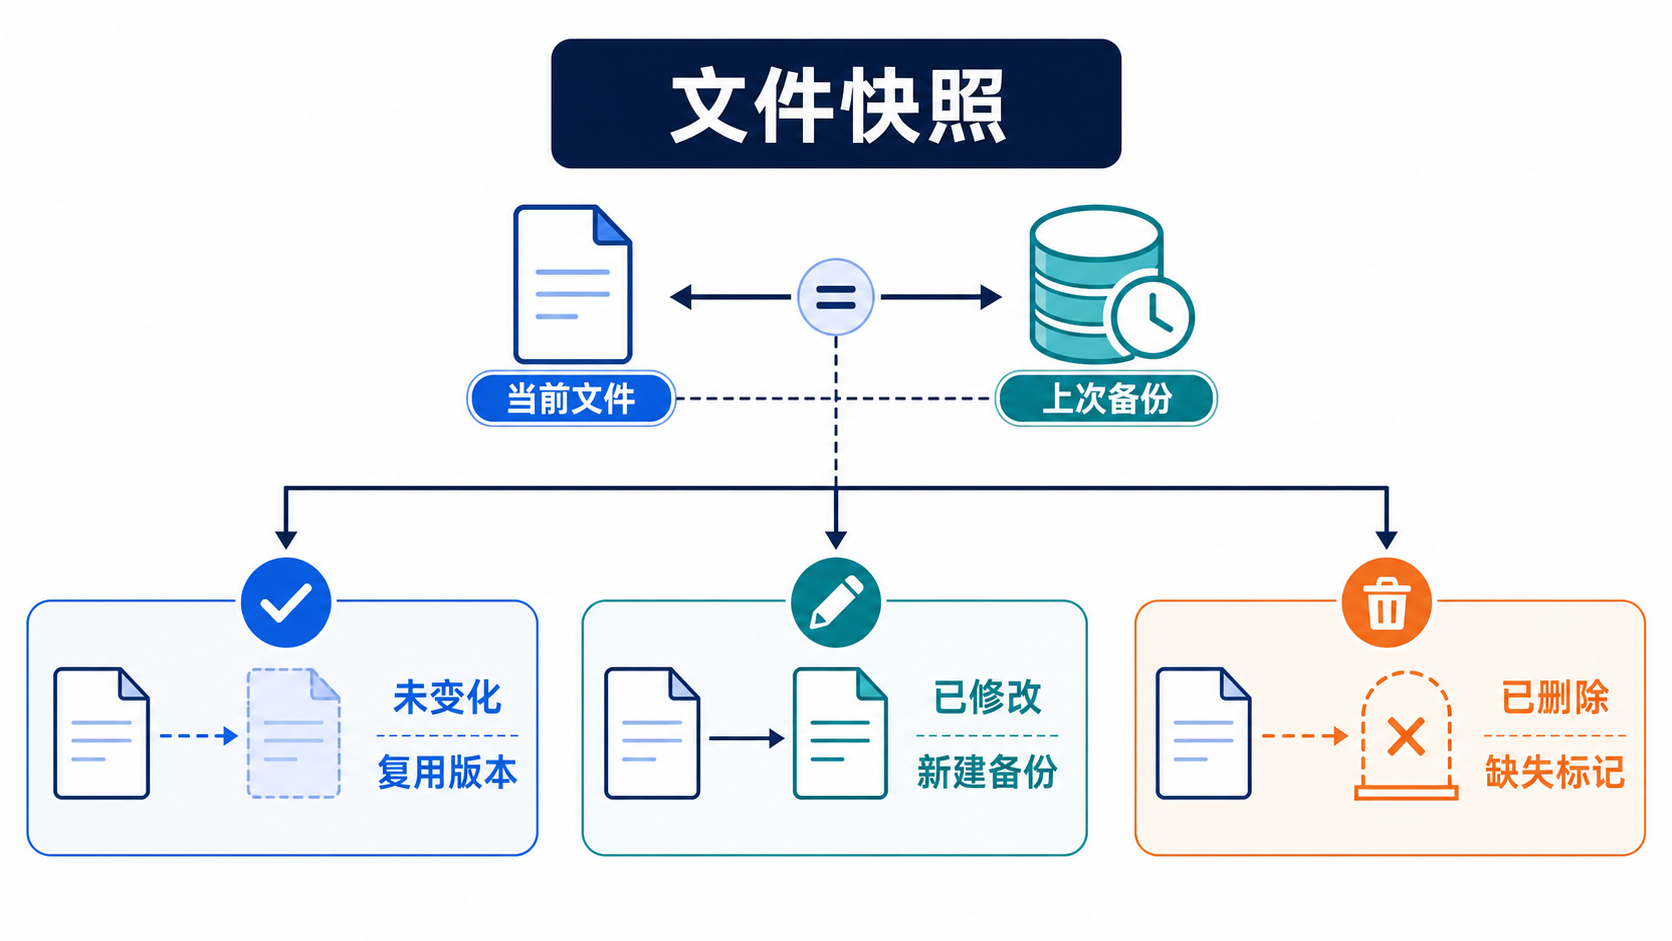 文件快照
当前文件
上次备份
未变化
复用版本
已修改
新建备份
已删除
缺失标记